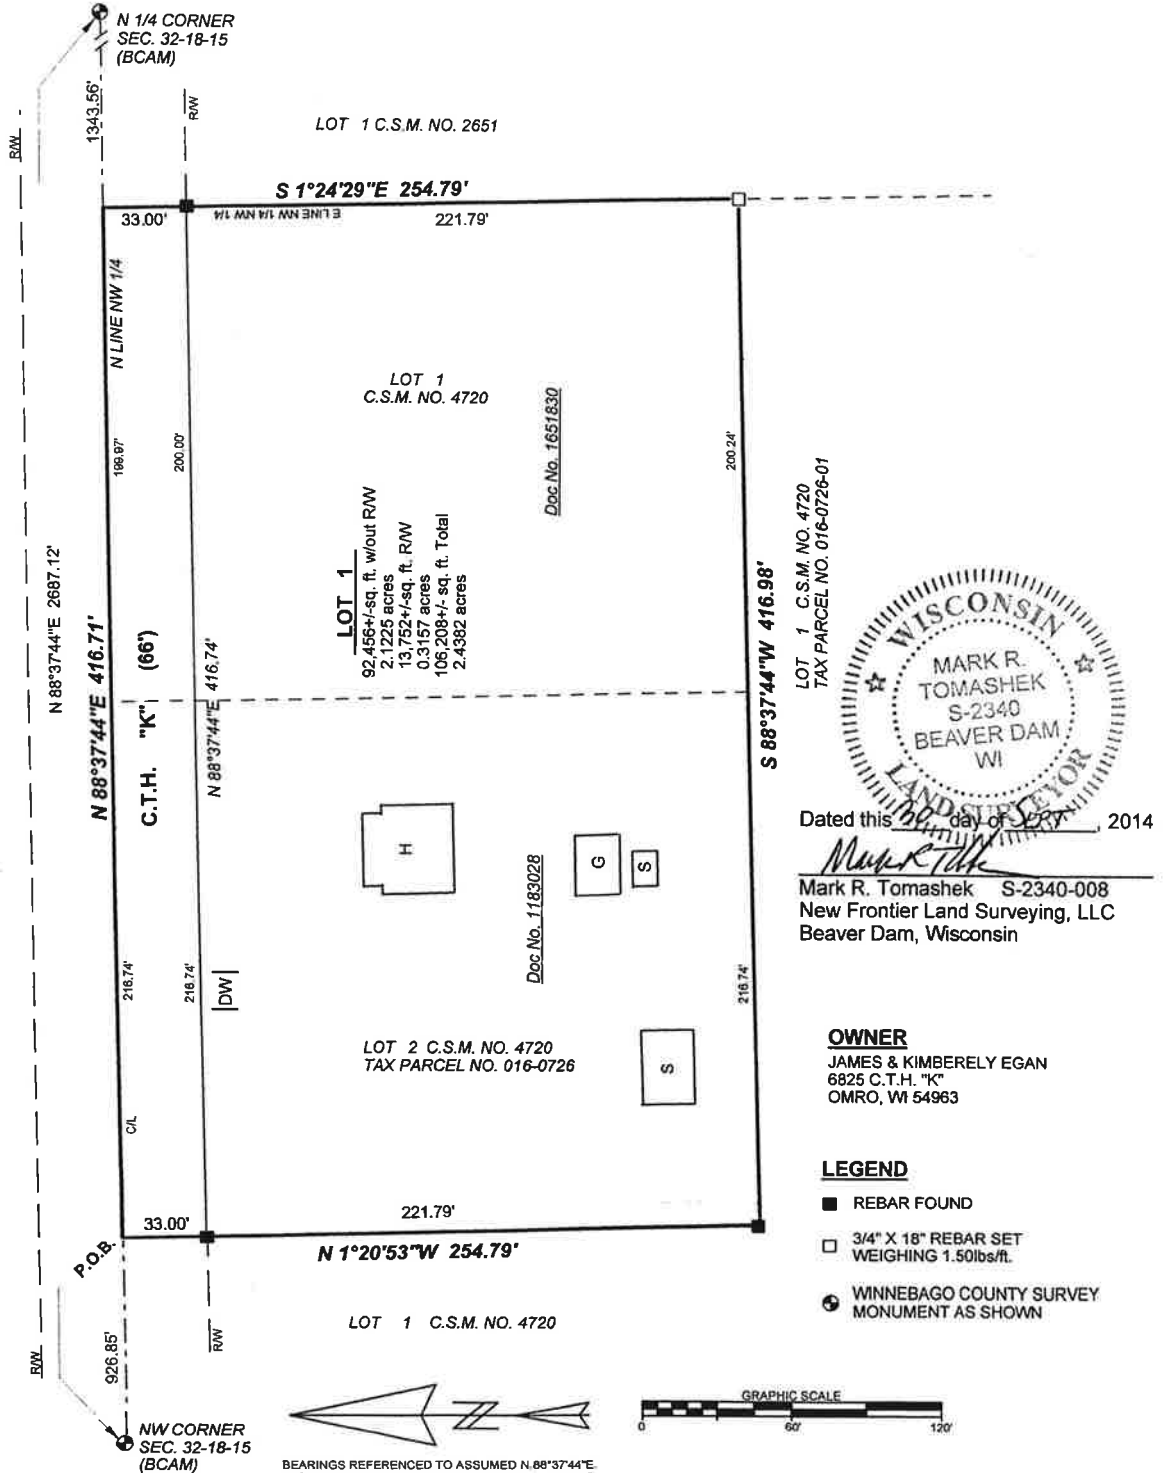 N 1/4 CORNER
SEC. 32-18-15
(BCAM)
1343.56'
R/W
R/W
LOT 1 C.S.M. NO. 2651
S 1°24'29"E 254.79'
33.00'
E LINE NW 1/4 NW 1/4
221.79'
N LINE NW 1/4
LOT 1
C.S.M. NO. 4720
199.97'
200.00'
Doc No. 1651830
200.24'
N 88°37'44"E 2687.12'
N 88°37'44"E 416.71'
C.T.H. "K" (66')
N 88°37'44"E 416.74'
LOT 1
92,456+/-sq. ft. w/out R/W
2.1225 acres
13,752+/-sq. ft. R/W
0.3157 acres
106,208+/- sq. ft. Total
2.4382 acres
S 88°37'44"W 416.98'
LOT 1 C.S.M. NO. 4720
TAX PARCEL NO. 016-0726-01
WISCONSIN
MARK R.
TOMASHEK
S-2340
BEAVER DAM
WI
LAND SURVEYOR
Dated this day of SEPT, 2014
Mark R. Tomashek S-2340-008
New Frontier Land Surveying, LLC
Beaver Dam, Wisconsin
H
G
S
Doc No. 1183028
216.74'
216.74'
DW
216.74'
LOT 2 C.S.M. NO. 4720
TAX PARCEL NO. 016-0726
S
C/L
OWNER
JAMES & KIMBERELY EGAN
6825 C.T.H. "K"
OMRO, WI 54963
LEGEND
REBAR FOUND
3/4" X 18" REBAR SET
WEIGHING 1.50lbs/ft.
WINNEBAGO COUNTY SURVEY
MONUMENT AS SHOWN
33.00'
221.79'
P.O.B.
N 1°20'53"W 254.79'
LOT 1 C.S.M. NO. 4720
R/W
R/W
926.85'
NW CORNER
SEC. 32-18-15
(BCAM)
N
GRAPHIC SCALE
0 60' 120'
BEARINGS REFERENCED TO ASSUMED N.88°37'44"E.